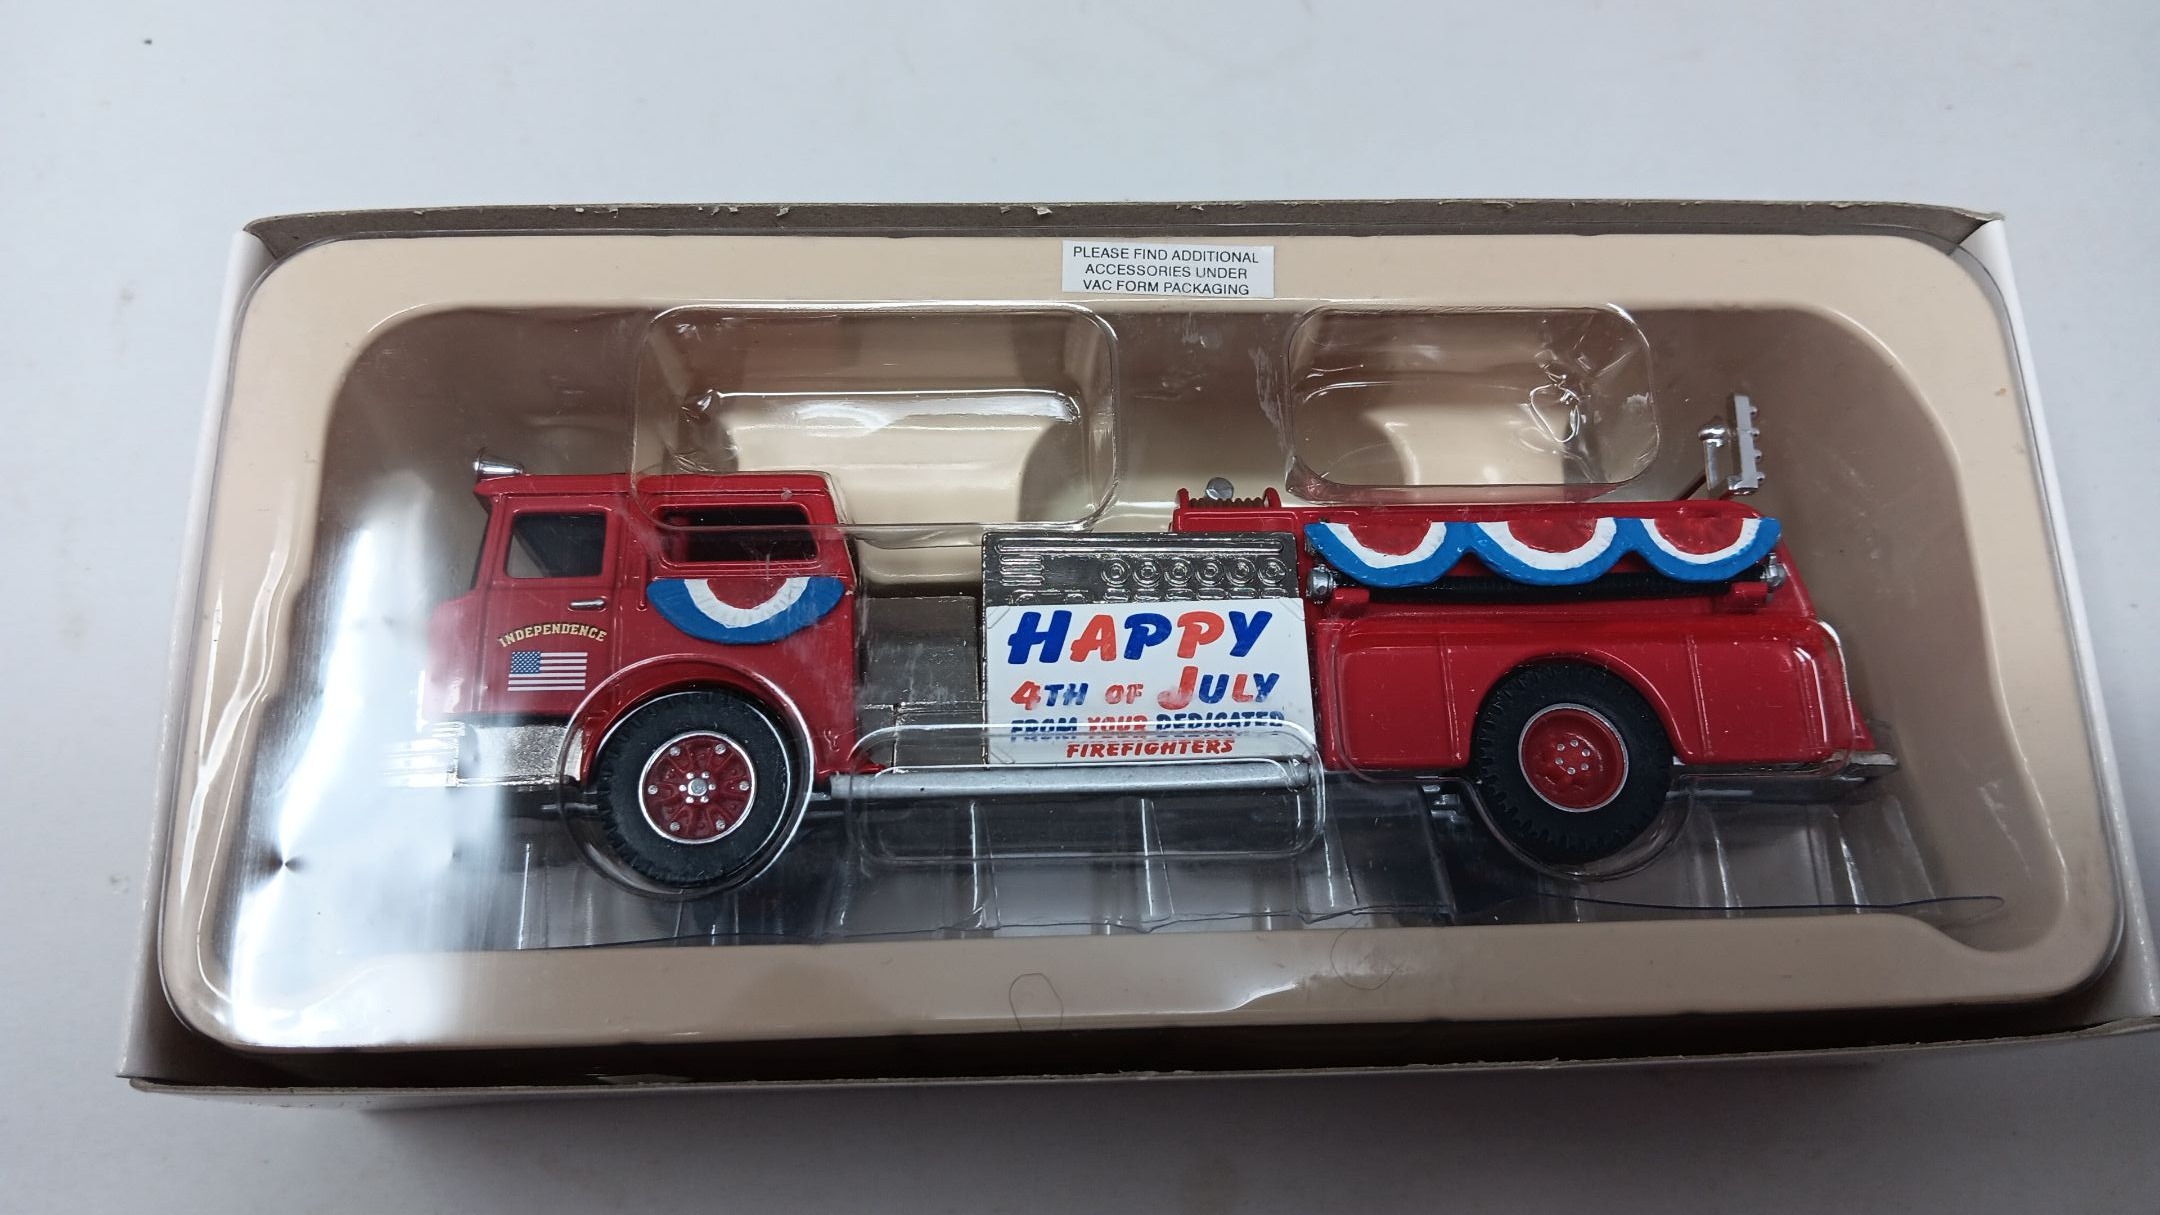 PLEASE FIND ADDITIONAL
ACCESSORIES UNDER
VAC FORM PACKAGING
INDEPENDENCE
HAPPY
4TH OF JULY
FROM YOUR DEDICATED
FIREFIGHTERS